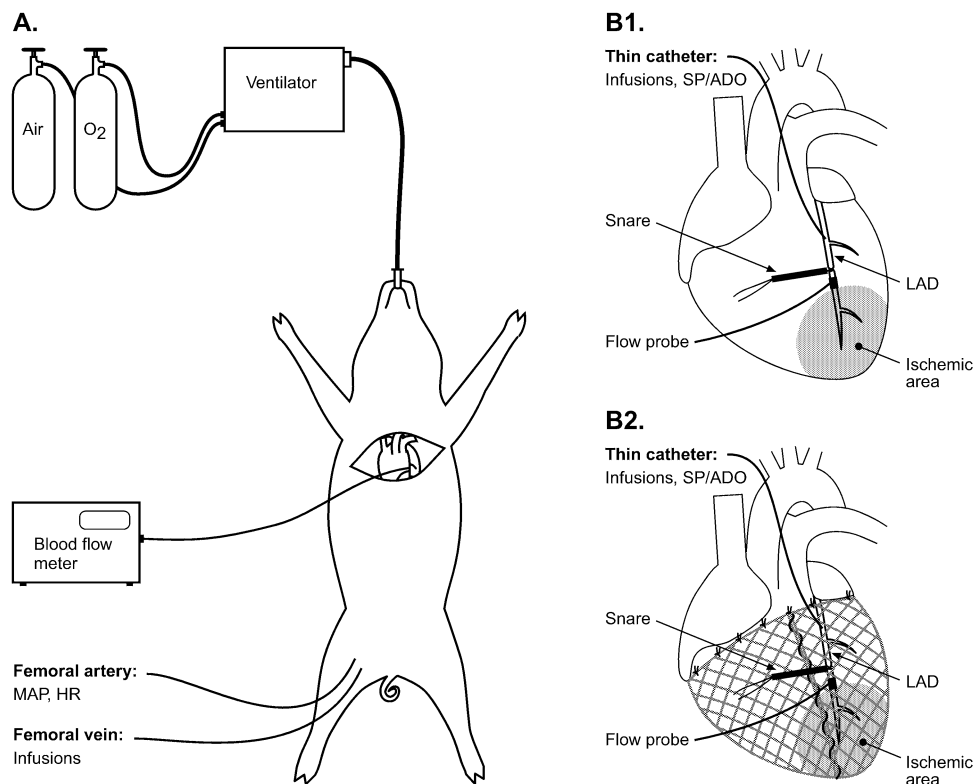 A.
Air
O2
Ventilator
Blood flow
meter
Femoral artery:
MAP, HR
Femoral vein:
Infusions
B1.
Thin catheter:
Infusions, SP/ADO
Snare
LAD
Flow probe
Ischemic
area
B2.
Thin catheter:
Infusions, SP/ADO
Snare
LAD
Flow probe
Ischemic
area